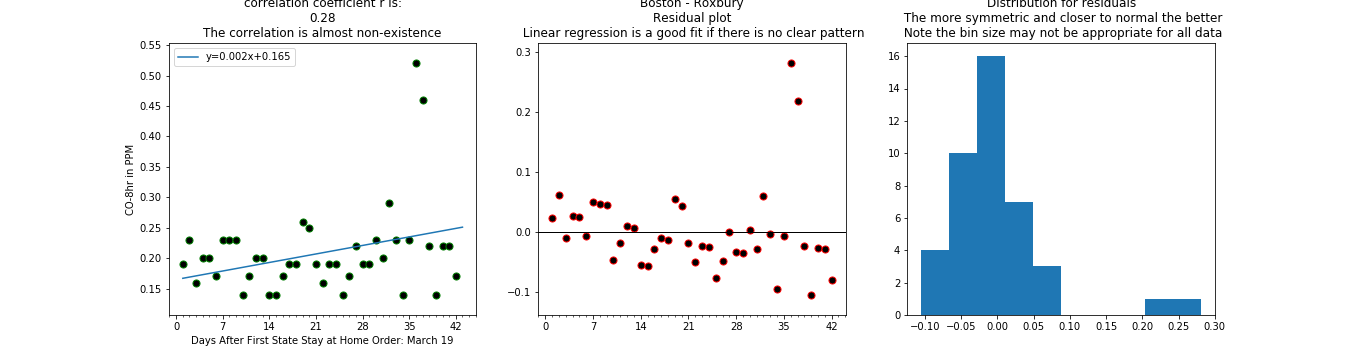 correlation coefficient r is:
0.28
The correlation is almost non-existence
0.55
0.50
0.45
0.40
0.35
0.30
0.25
0.20
0.15
y=0.002x+0.165
CO-8hr in PPM
0 7 14 21 28 35 42
Days After First State Stay at Home Order: March 19
Boston - Roxbury
Residual plot
Linear regression is a good fit if there is no clear pattern
0.3
0.2
0.1
0.0
−0.1
0 7 14 21 28 35 42
Distribution for residuals
The more symmetric and closer to normal the better
Note the bin size may not be appropriate for all data
16
14
12
10
8
6
4
2
0
−0.10 −0.05 0.00 0.05 0.10 0.15 0.20 0.25 0.30